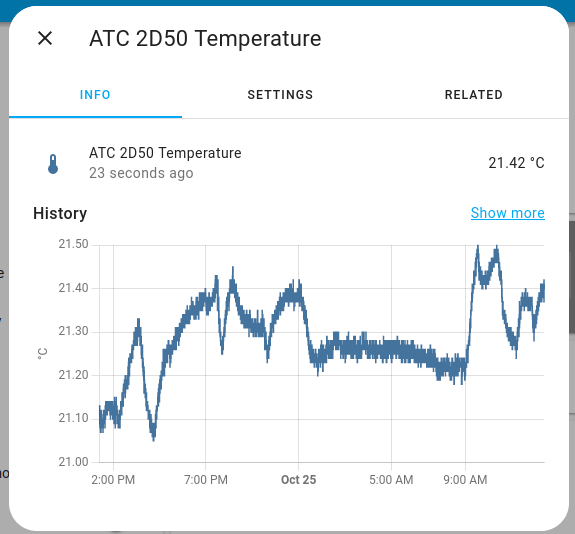 ATC 2D50 Temperature
INFO
SETTINGS
RELATED
ATC 2D50 Temperature
23 seconds ago
21.42 °C
History
Show more
21.50
21.40
21.30
21.20
21.10
21.00
°C
2:00 PM
7:00 PM
Oct 25
5:00 AM
9:00 AM